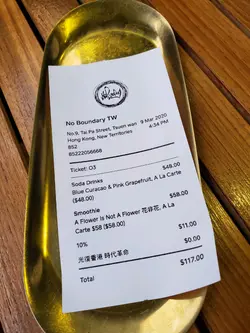 No Boundary TW
No.9, Tai Pa Street, Tsuen wan 9 Mar 2020
Hong Kong, New Territories 4:54 PM
852
85222056668
Ticket: O3
Soda Drinks $48.00
Blue Curacao & Pink Grapefruit, A La Carte
($48.00)
Smoothie $58.00
A Flower Is Not A Flower 花非花, A La
Carte $58 ($58.00)
10% $11.00
光復香港 時代革命 $0.00
Total $117.00